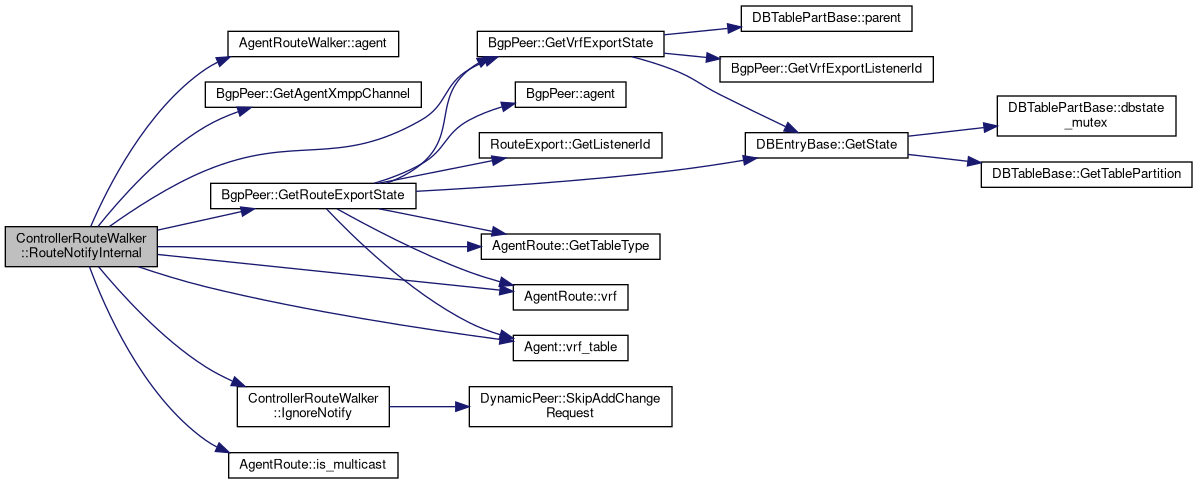 ControllerRouteWalker
::RouteNotifyInternal
AgentRouteWalker::agent
BgpPeer::GetAgentXmppChannel
BgpPeer::GetRouteExportState
ControllerRouteWalker
::IgnoreNotify
AgentRoute::is_multicast
BgpPeer::GetVrfExportState
BgpPeer::agent
RouteExport::GetListenerId
AgentRoute::GetTableType
AgentRoute::vrf
Agent::vrf_table
DynamicPeer::SkipAddChange
Request
DBTablePartBase::parent
BgpPeer::GetVrfExportListenerId
DBEntryBase::GetState
DBTablePartBase::dbstate
_mutex
DBTableBase::GetTablePartition